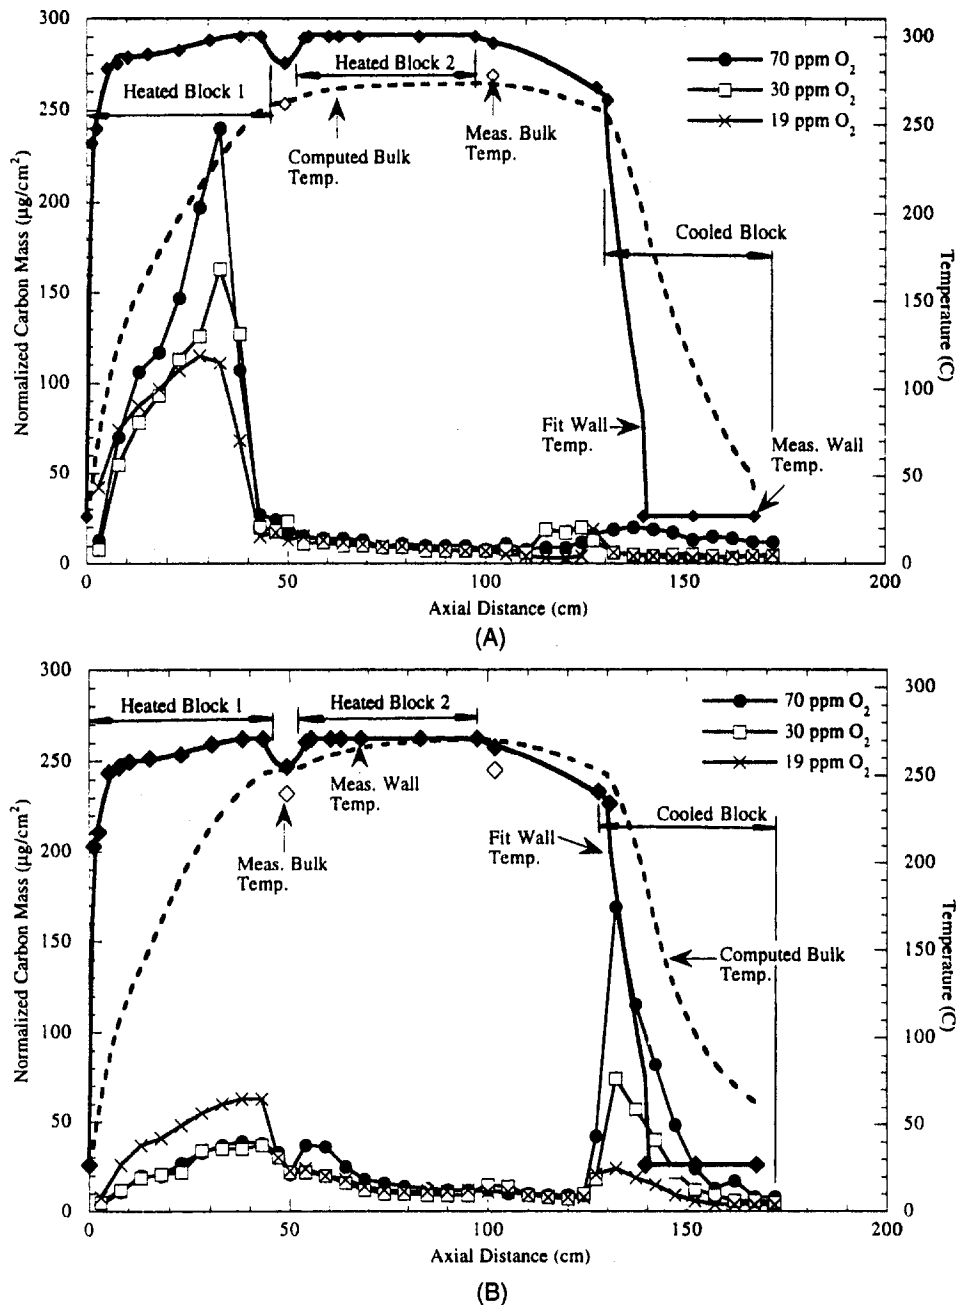 300
250
200
150
100
50
0
Normalized Carbon Mass (µg/cm²)
300
250
200
150
100
50
0
Temperature (C)
0
50
100
150
200
Axial Distance (cm)
70 ppm O₂
30 ppm O₂
19 ppm O₂
Heated Block 1
Heated Block 2
Computed Bulk
Temp.
Meas. Bulk
Temp.
Cooled Block
Fit Wall
Temp.
Meas. Wall
Temp.
(A)
300
250
200
150
100
50
0
Normalized Carbon Mass (µg/cm²)
300
250
200
150
100
50
0
Temperature (C)
0
50
100
150
200
Axial Distance (cm)
70 ppm O₂
30 ppm O₂
19 ppm O₂
Heated Block 1
Heated Block 2
Meas. Wall
Temp.
Meas. Bulk
Temp.
Fit Wall
Temp.
Cooled Block
Computed Bulk
Temp.
(B)